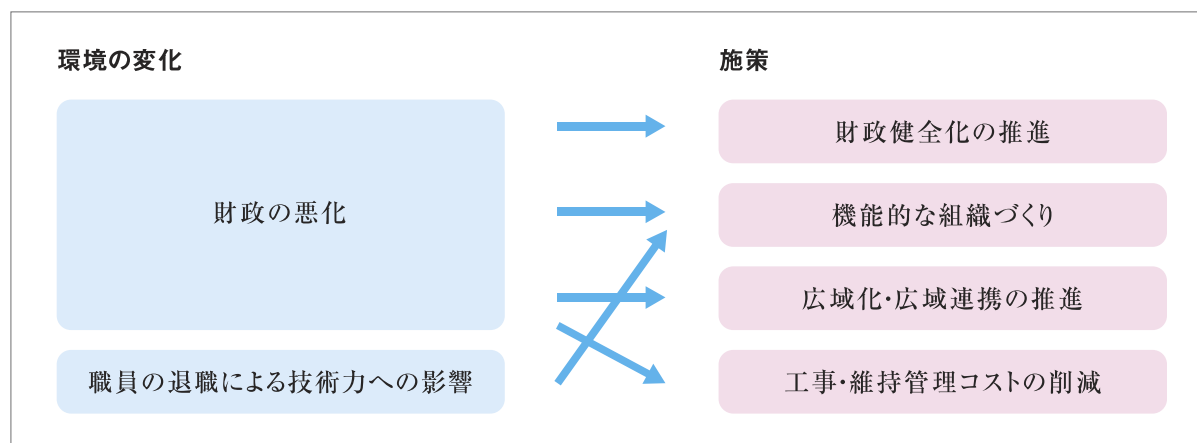 環境の変化
財政の悪化
職員の退職による技術力への影響
施策
財政健全化の推進
機能的な組織づくり
広域化・広域連携の推進
工事・維持管理コストの削減